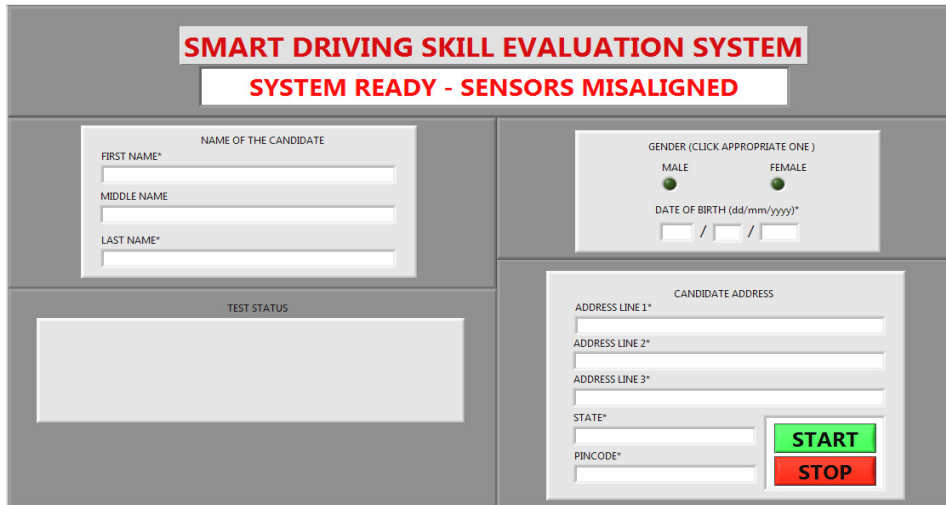 SMART DRIVING SKILL EVALUATION SYSTEM
SYSTEM READY - SENSORS MISALIGNED
NAME OF THE CANDIDATE
FIRST NAME*
MIDDLE NAME
LAST NAME*
GENDER (CLICK APPROPRIATE ONE )
MALE FEMALE
DATE OF BIRTH (dd/mm/yyyy)*
/ /
TEST STATUS
CANDIDATE ADDRESS
ADDRESS LINE 1*
ADDRESS LINE 2*
ADDRESS LINE 3*
STATE*
PINCODE*
START
STOP